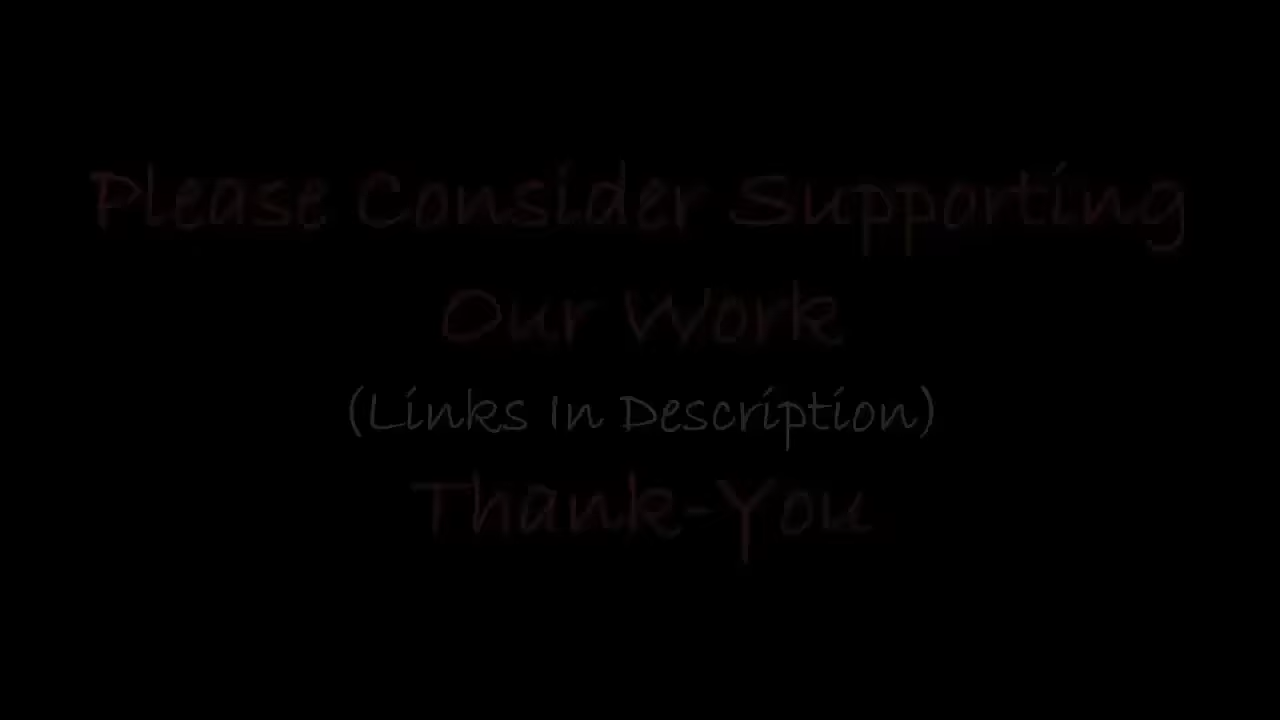 Please Consider Supporting
Our Work
(Links In Description)
Thank-You